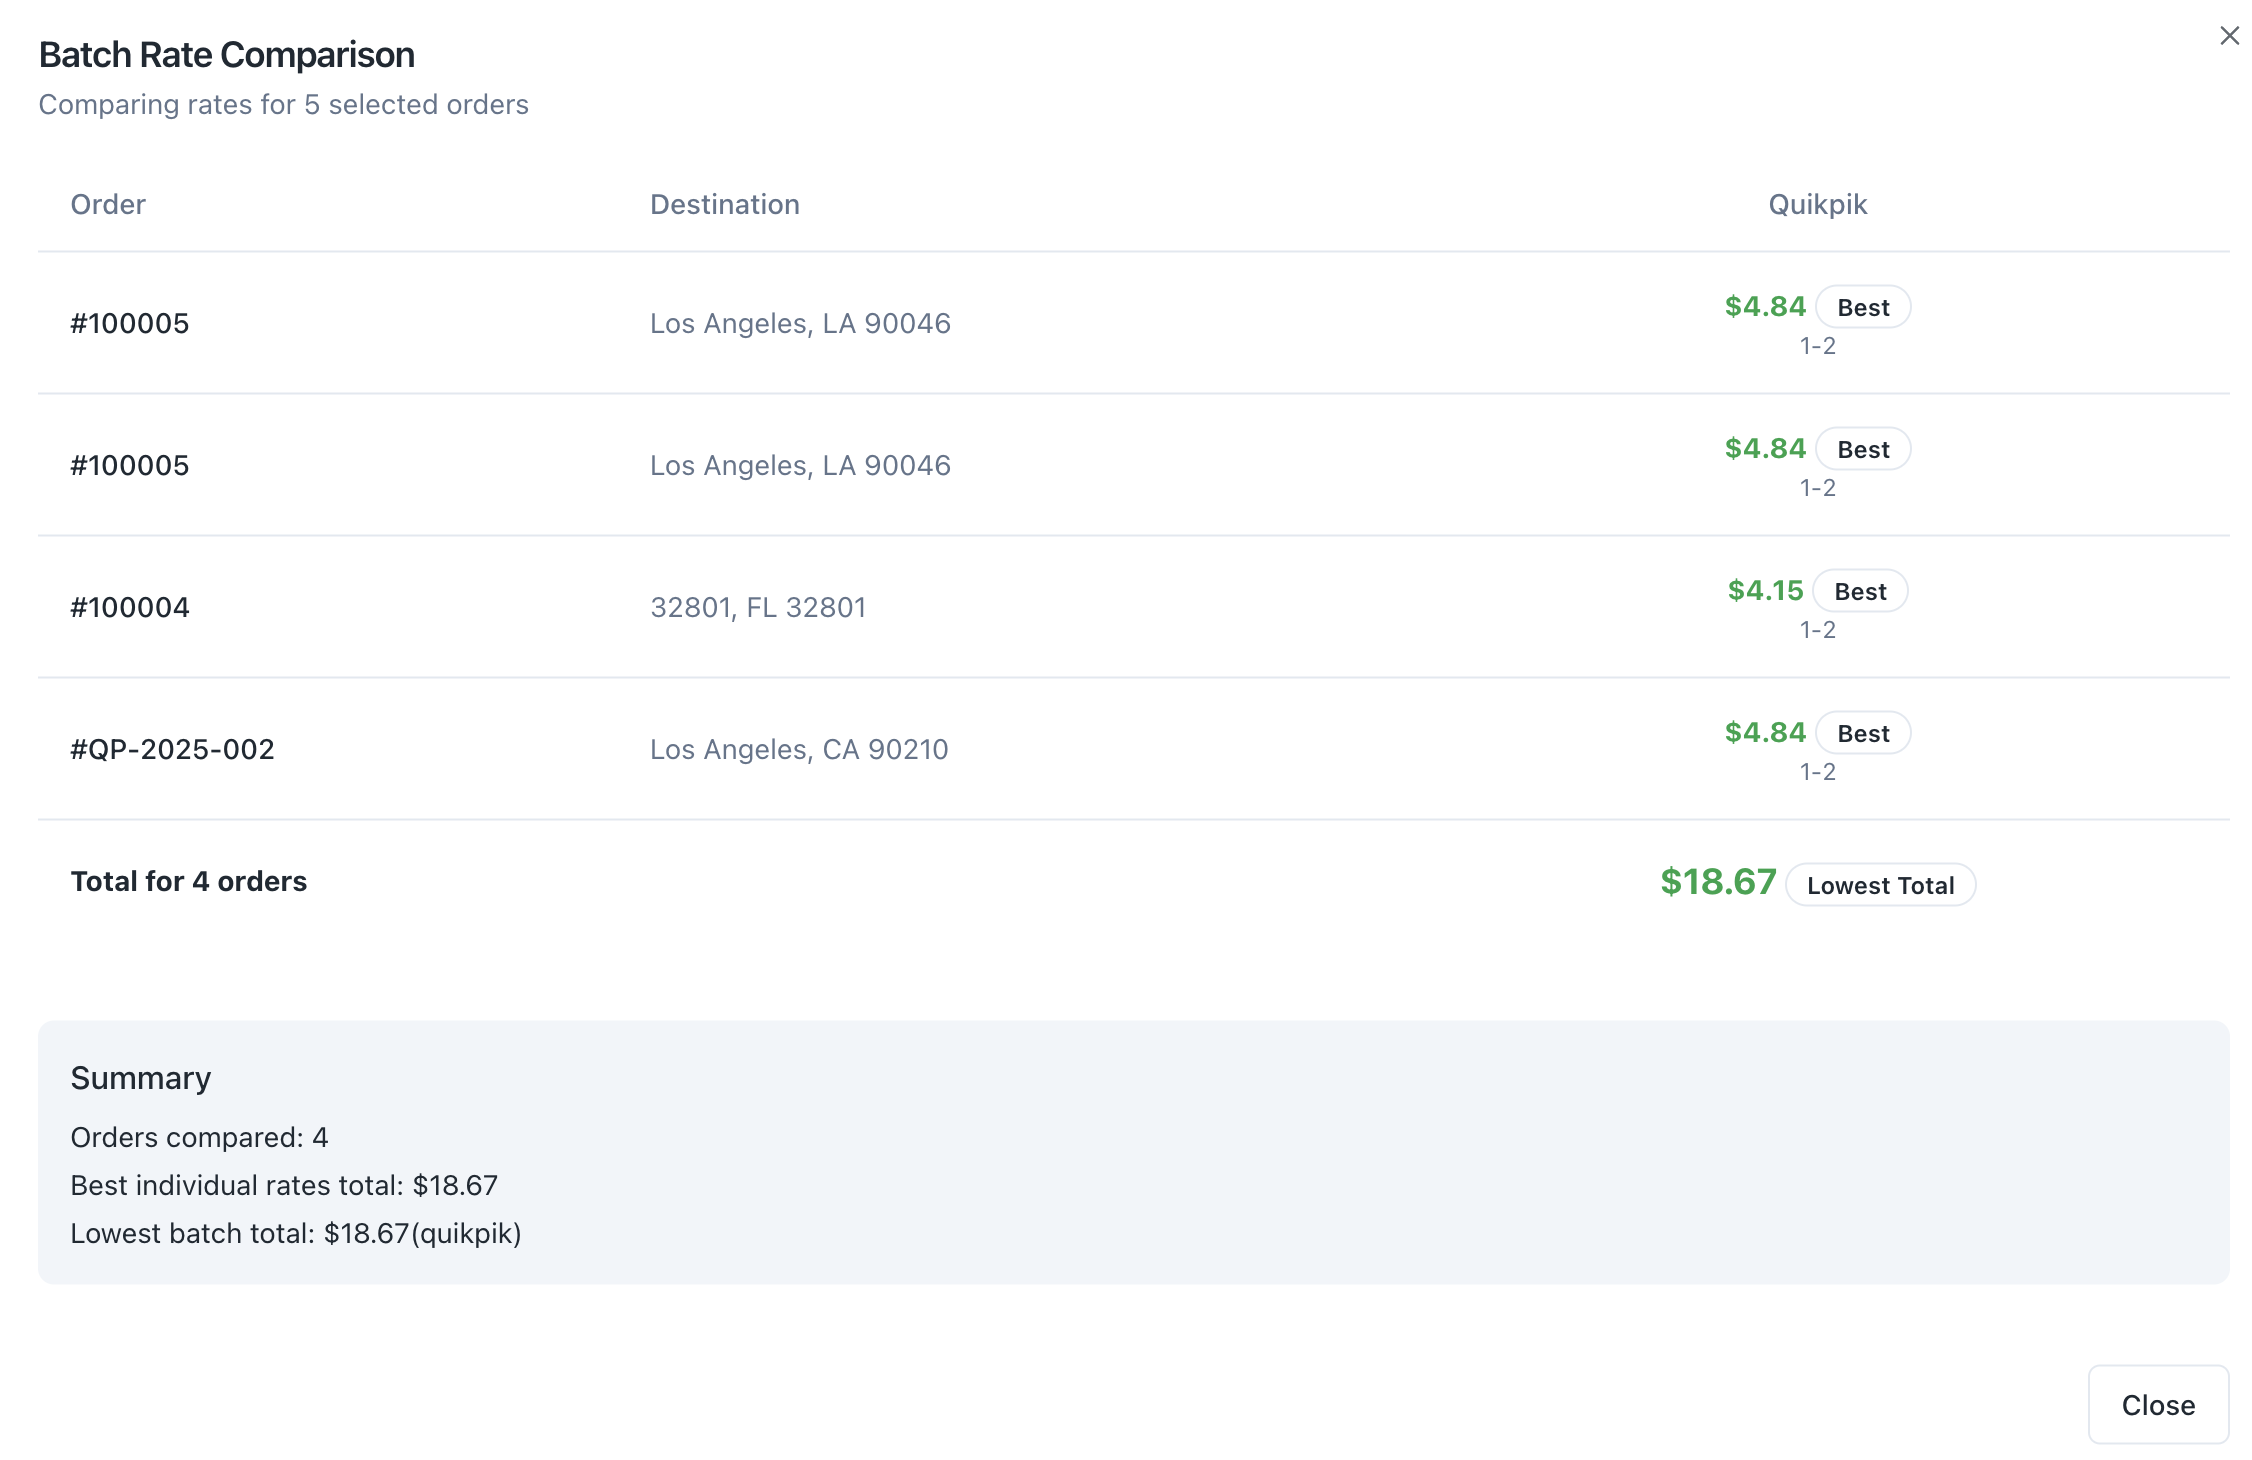 Batch Rate Comparison
Comparing rates for 5 selected orders
Order Destination Quikpik
#100005 Los Angeles, LA 90046 $4.84 Best
1-2
#100005 Los Angeles, LA 90046 $4.84 Best
1-2
#100004 32801, FL 32801 $4.15 Best
1-2
#QP-2025-002 Los Angeles, CA 90210 $4.84 Best
1-2
Total for 4 orders $18.67 Lowest Total
Summary
Orders compared: 4
Best individual rates total: $18.67
Lowest batch total: $18.67(quikpik)
Close